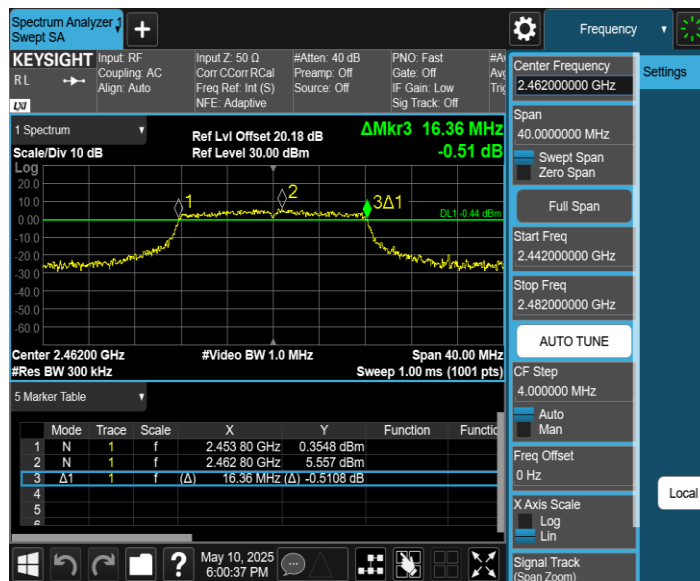 Spectrum Analyzer 1
Swept SA
+
Frequency
KEYSIGHT
RL
LXI
Input: RF
Coupling: AC
Align: Auto
Input Z: 50 Ω
Corr CCorr RCal
Freq Ref: Int (S)
NFE: Adaptive
#Atten: 40 dB
Preamp: Off
Source: Off
PNO: Fast
Gate: Off
IF Gain: Low
Sig Track: Off
1 Spectrum
Scale/Div 10 dB
Ref Lvl Offset 20.18 dB
Ref Level 30.00 dBm
ΔMkr3 16.36 MHz
-0.51 dB
Log
20.0
10.0
0.00
-10.0
-20.0
-30.0
-40.0
-50.0
-60.0
1
2
3Δ1
DL1 -0.44 dBm
Center 2.46200 GHz
#Res BW 300 kHz
#Video BW 1.0 MHz
Span 40.00 MHz
Sweep 1.00 ms (1001 pts)
5 Marker Table
Mode Trace Scale X Y Function Functio
1 N 1 f 2.453 80 GHz 0.3548 dBm
2 N 1 f 2.462 80 GHz 5.557 dBm
3 Δ1 1 f (Δ) 16.36 MHz (Δ) -0.5108 dB
4
5
6
?
May 10, 2025
6:00:37 PM
Center Frequency
2.462000000 GHz
Settings
Span
40.0000000 MHz
Swept Span
Zero Span
Full Span
Start Freq
2.442000000 GHz
Stop Freq
2.482000000 GHz
AUTO TUNE
CF Step
4.000000 MHz
Auto
Man
Freq Offset
0 Hz
Local
X Axis Scale
Log
Lin
Signal Track
(Span Zoom)